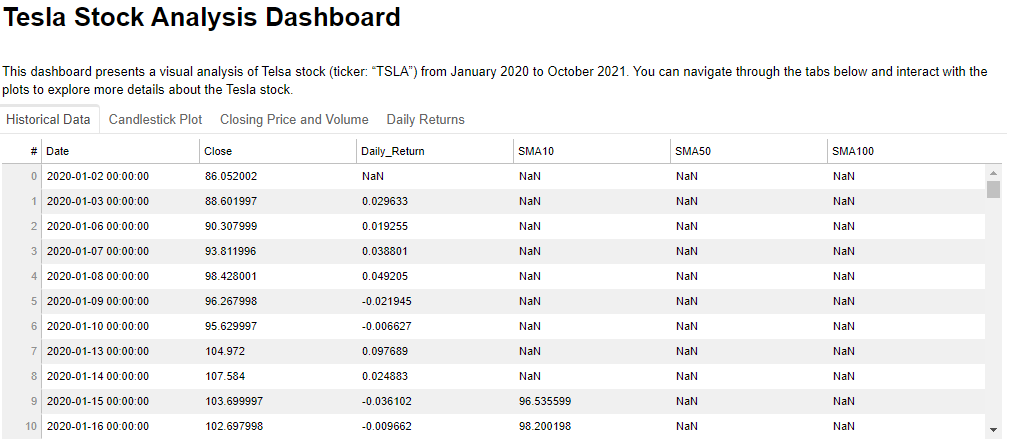 Tesla Stock Analysis Dashboard
This dashboard presents a visual analysis of Telsa stock (ticker: “TSLA”) from January 2020 to October 2021. You can navigate through the tabs below and interact with the
plots to explore more details about the Tesla stock.
Historical Data Candlestick Plot Closing Price and Volume Daily Returns
# Date Close Daily_Return SMA10 SMA50 SMA100
0 2020-01-02 00:00:00 86.052002 NaN NaN NaN NaN
1 2020-01-03 00:00:00 88.601997 0.029633 NaN NaN NaN
2 2020-01-06 00:00:00 90.307999 0.019255 NaN NaN NaN
3 2020-01-07 00:00:00 93.811996 0.038801 NaN NaN NaN
4 2020-01-08 00:00:00 98.428001 0.049205 NaN NaN NaN
5 2020-01-09 00:00:00 96.267998 -0.021945 NaN NaN NaN
6 2020-01-10 00:00:00 95.629997 -0.006627 NaN NaN NaN
7 2020-01-13 00:00:00 104.972 0.097689 NaN NaN NaN
8 2020-01-14 00:00:00 107.584 0.024883 NaN NaN NaN
9 2020-01-15 00:00:00 103.699997 -0.036102 96.535599 NaN NaN
10 2020-01-16 00:00:00 102.697998 -0.009662 98.200198 NaN NaN